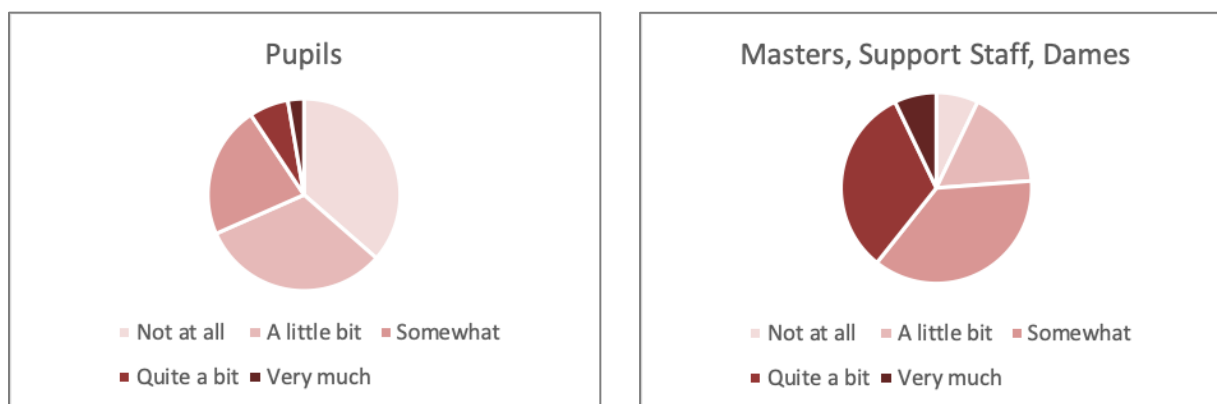 Pupils
Not at all A little bit Somewhat
Quite a bit Very much
Masters, Support Staff, Dames
Not at all A little bit Somewhat
Quite a bit Very much